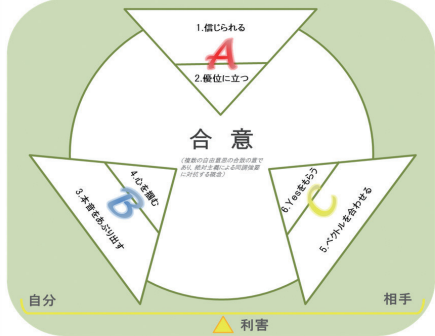 1.信じられる
A
2.優位に立つ
合意
(複数の自由意思の合致の意で
あり、絶対主義による同調強要
に対抗する概念)
4.心を掴む
B
3.本音をあぶり出す
6.Yesをもらう
C
5.ベクトルを合わせる
自分
相手
利害